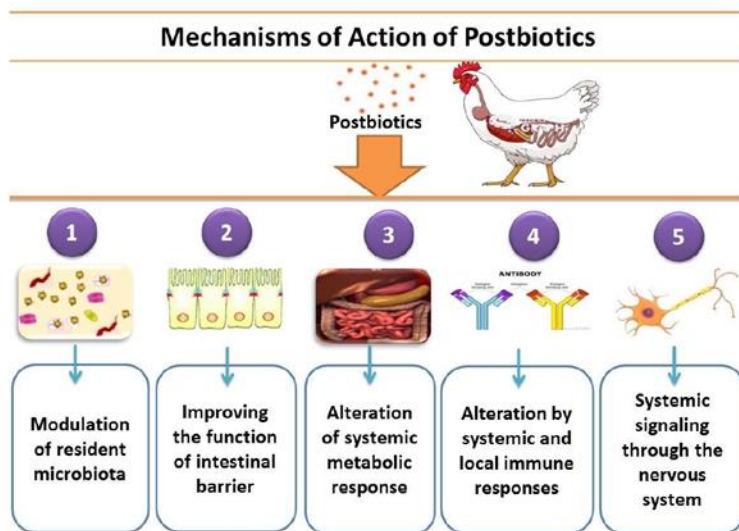 Mechanisms of Action of Postbiotics
Postbiotics
1
2
3
4
5
ANTIBODY
Modulation
of resident
microbiota
Improving
the function
of intestinal
barrier
Alteration
of systemic
metabolic
response
Alteration by
systemic and
local immune
responses
Systemic
signaling
through the
nervous
system